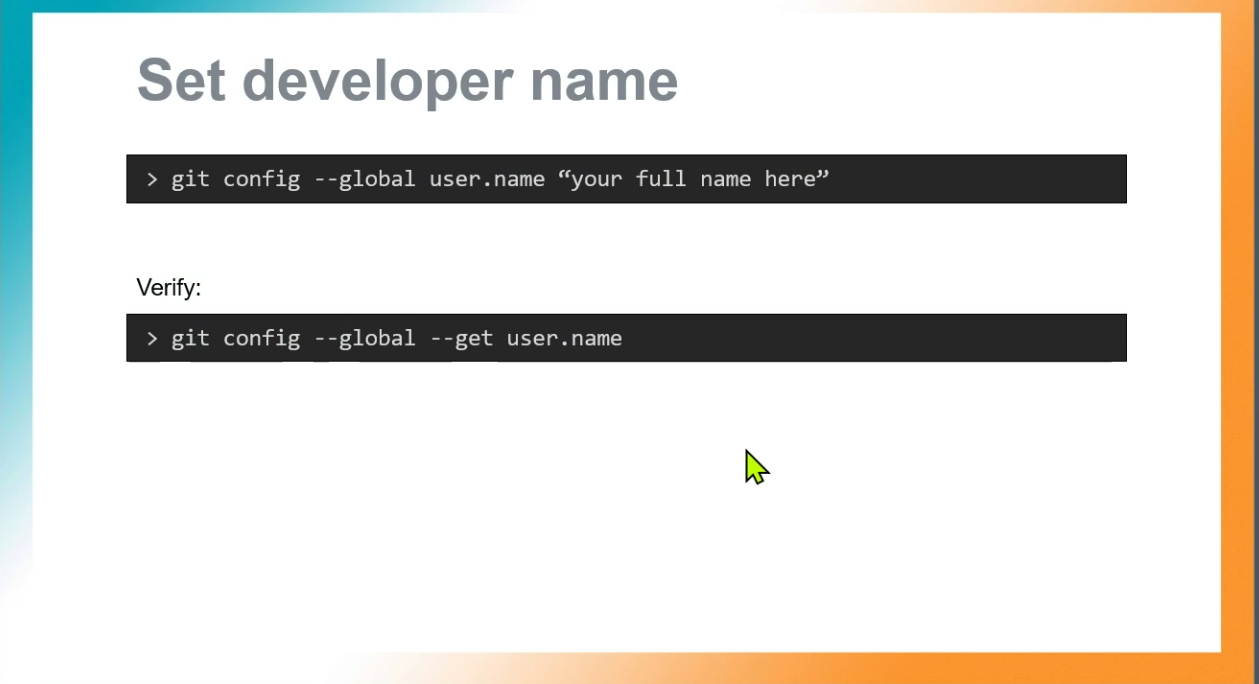 Set developer name
> git config --global user.name “your full name here”
Verify:
> git config --global --get user.name